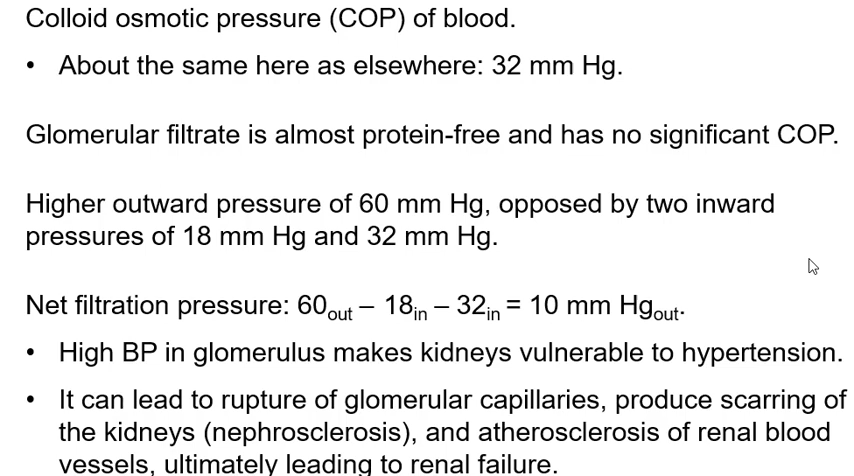 Colloid osmotic pressure (COP) of blood.
• About the same here as elsewhere: 32 mm Hg.
Glomerular filtrate is almost protein-free and has no significant COP.
Higher outward pressure of 60 mm Hg, opposed by two inward
pressures of 18 mm Hg and 32 mm Hg.
Net filtration pressure: 60out – 18in – 32in = 10 mm Hgout.
• High BP in glomerulus makes kidneys vulnerable to hypertension.
• It can lead to rupture of glomerular capillaries, produce scarring of
the kidneys (nephrosclerosis), and atherosclerosis of renal blood
vessels, ultimately leading to renal failure.